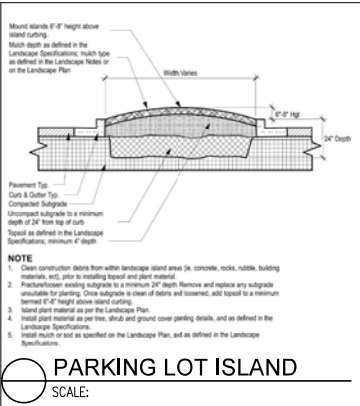 Mound islands 6"-8" height above
island curbing.
Mulch depth as defined in the
Landscape Specifications; mulch type
as defined in the Landscape Notes or
on the Landscape Plan
Width Varies
6"-8" Hgt
24" Depth
Pavement Typ.
Curb & Gutter Typ.
Compacted Subgrade
Uncompact subgrade to a minimum
depth of 24" from top of curb
Topsoil as defined in the Landscape
Specifications; minimum 4" depth
NOTE
1. Clean construction debris from within landscape island areas (ie. concrete, rocks, rubble, building
materials, ect), prior to installing topsoil and plant material.
2. Fracture/loosen existing subgrade to a minimum 24" depth. Remove and replace any subgrade
unsuitable for planting. Once subgrade is clean of debris and loosened, add topsoil to a minimum
bermed 6"-8" height above island curbing.
3. Island plant material as per the Landscape Plan.
4. Install plant material as per tree, shrub and ground cover planting details, and as defined in the
Landscape Specifications.
5. Install mulch or sod as specified on the Landscape Plan, and as defined in the Landscape
Specifications.
PARKING LOT ISLAND
SCALE: